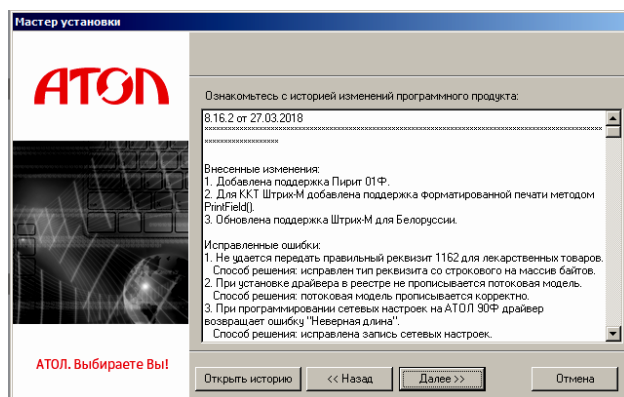 Мастер установки
АТОЛ
Ознакомьтесь с историей изменений программного продукта:
8.16.2 от 27.03.2018
Внесенные изменения:
1. Добавлена поддержка Пирит 01Ф.
2. Для ККТ Штрих-М добавлена поддержка форматированной печати методом
PrintField().
3. Обновлена поддержка Штрих-М для Белоруссии.
Исправленные ошибки:
1. Не удается передать правильный реквизит 1162 для лекарственных товаров.
Способ решения: исправлен тип реквизита со строкового на массив байтов.
2. При установке драйвера в реестре не прописывается потоковая модель.
Способ решения: потоковая модель прописывается корректно.
3. При программировании сетевых настроек на АТОЛ 90Ф драйвер
возвращает ошибку "Неверная длина".
Способ решения: исправлена запись сетевых настроек.
АТОЛ. Выбираете Вы!
Открыть историю
<< Назад
Далее >>
Отмена